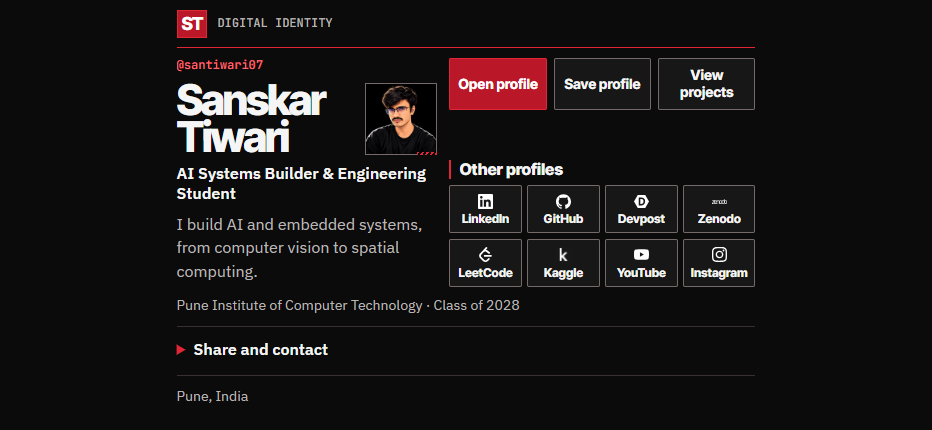 ST
DIGITAL IDENTITY
@santiwari07
Sanskar
Tiwari
AI Systems Builder & Engineering
Student
I build AI and embedded systems,
from computer vision to spatial
computing.
Pune Institute of Computer Technology · Class of 2028
Open profile
Save profile
View
projects
Other profiles
LinkedIn
GitHub
Devpost
zenodo
Zenodo
LeetCode
k
Kaggle
YouTube
Instagram
Share and contact
Pune, India